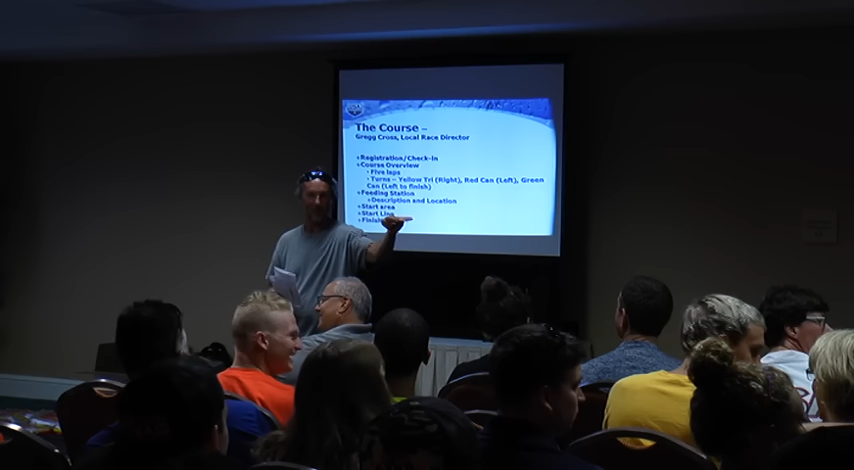 The Course –
Gregg Cross, Local Race Director
Registration/Check-in
Course Overview
Five laps
Turns – Yellow Tri (Right), Red Can (Left), Green
Can (Left to finish)
Feeding Station
Description and Location
Start area
Start Line